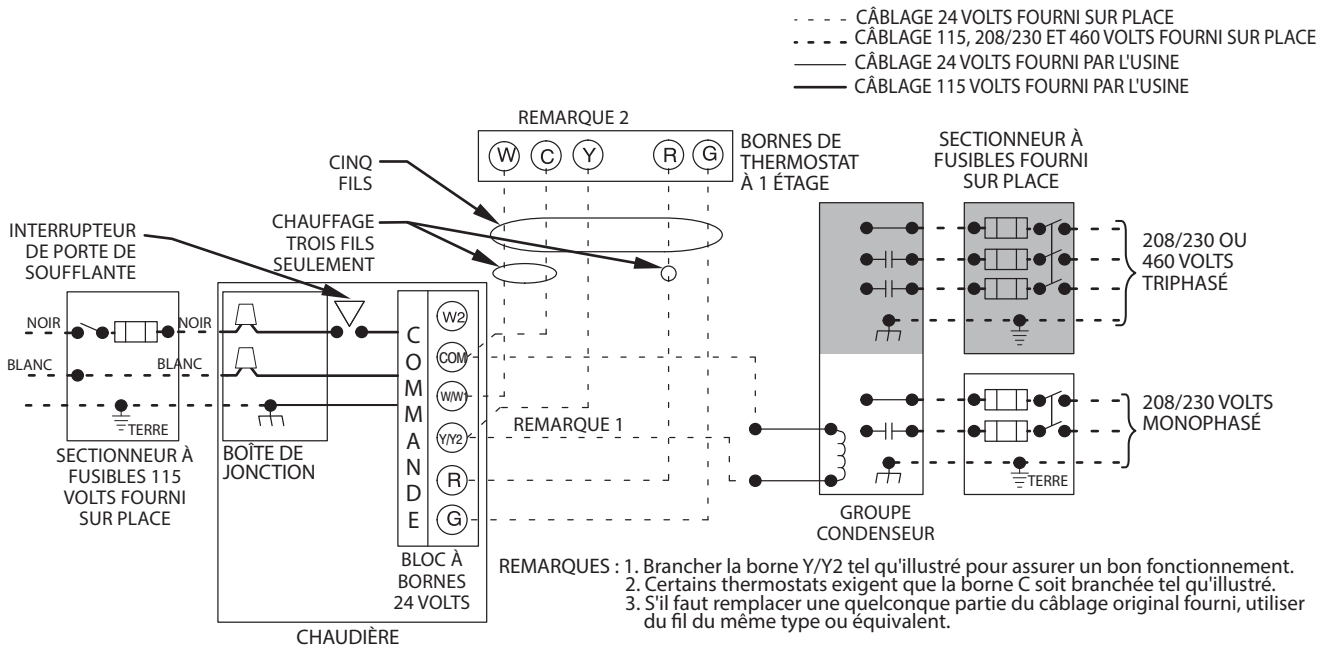 CÂBLAGE 24 VOLTS FOURNI SUR PLACE
CÂBLAGE 115, 208/230 ET 460 VOLTS FOURNI SUR PLACE
CÂBLAGE 24 VOLTS FOURNI PAR L'USINE
CÂBLAGE 115 VOLTS FOURNI PAR L'USINE
REMARQUE 2
W C Y R G
BORNES DE
THERMOSTAT
À 1 ÉTAGE
SECTIONNEUR À
FUSIBLES FOURNI
SUR PLACE
CINQ
FILS
CHAUFFAGE
TROIS FILS
SEULEMENT
INTERRUPTEUR
DE PORTE DE
SOUFFLANTE
208/230 OU
460 VOLTS
TRIPHASÉ
NOIR
NOIR
BLANC
BLANC
TERRE
SECTIONNEUR À
FUSIBLES 115
VOLTS FOURNI
SUR PLACE
BOÎTE DE
JONCTION
COMMANDE
W2
COM
W/W1
Y/Y2
R
G
REMARQUE 1
BLOC À
BORNES
24 VOLTS
CHAUDIÈRE
208/230 VOLTS
MONOPHASÉ
TERRE
GROUPE
CONDENSEUR
REMARQUES : 1. Brancher la borne Y/Y2 tel qu'illustré pour assurer un bon fonctionnement.
2. Certains thermostats exigent que la borne C soit branchée tel qu'illustré.
3. S'il faut remplacer une quelconque partie du câblage original fourni, utiliser
du fil du même type ou équivalent.